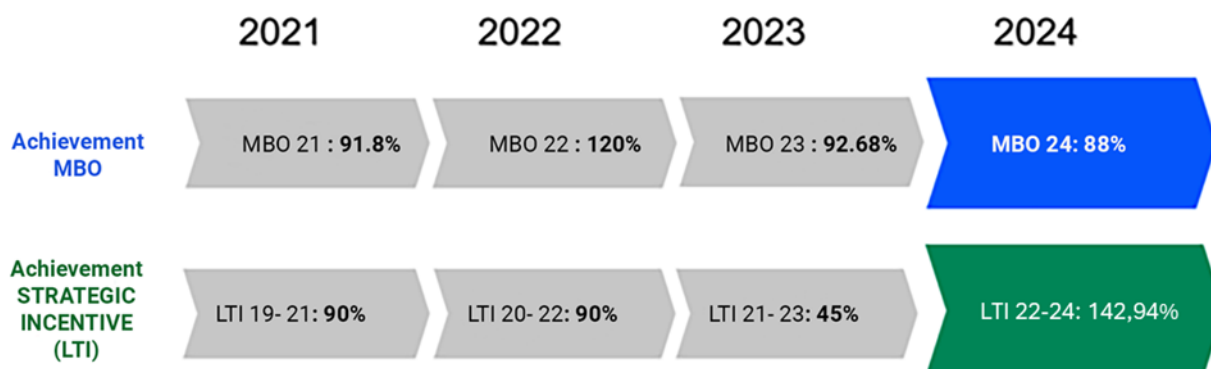 2021 2022 2023 2024
Achievement
MBO
MBO 21 : 91.8%
MBO 22 : 120%
MBO 23 : 92.68%
MBO 24: 88%
Achievement
STRATEGIC
INCENTIVE
(LTI)
LTI 19- 21: 90%
LTI 20- 22: 90%
LTI 21- 23: 45%
LTI 22-24: 142,94%